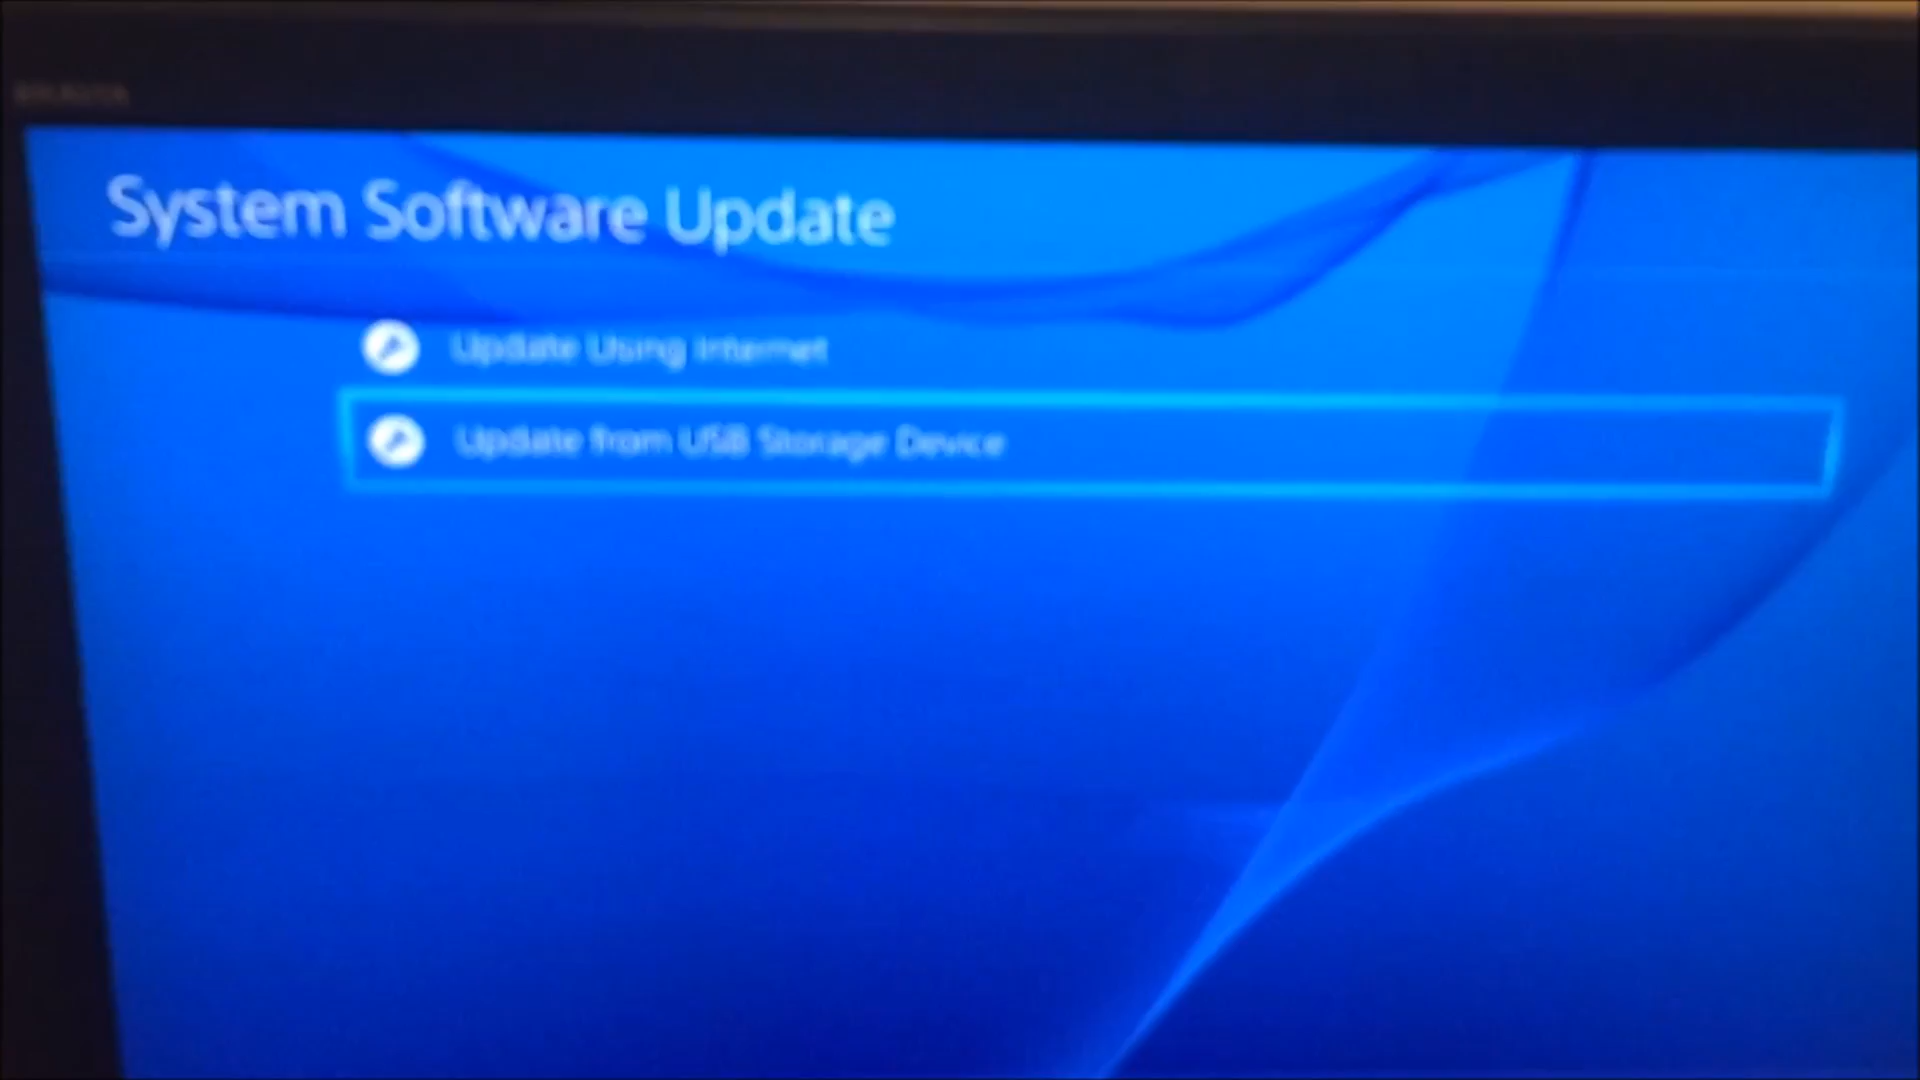 System Software Update
Update Using Internet
Update from USB Storage Device